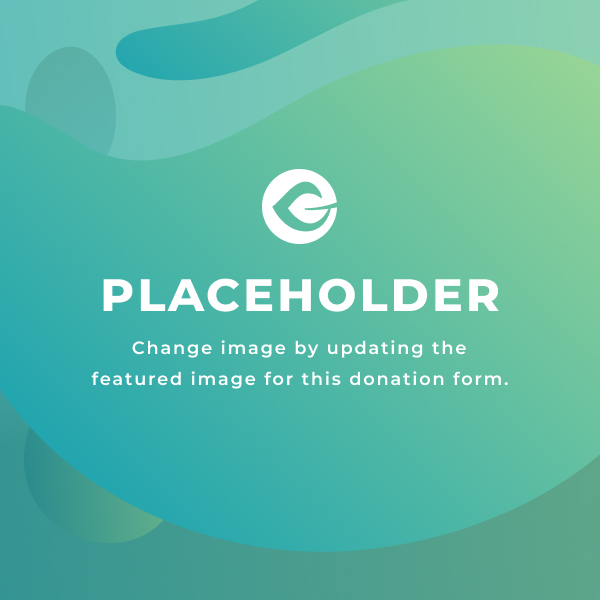 PLACEHOLDER
Change image by updating the
featured image for this donation form.